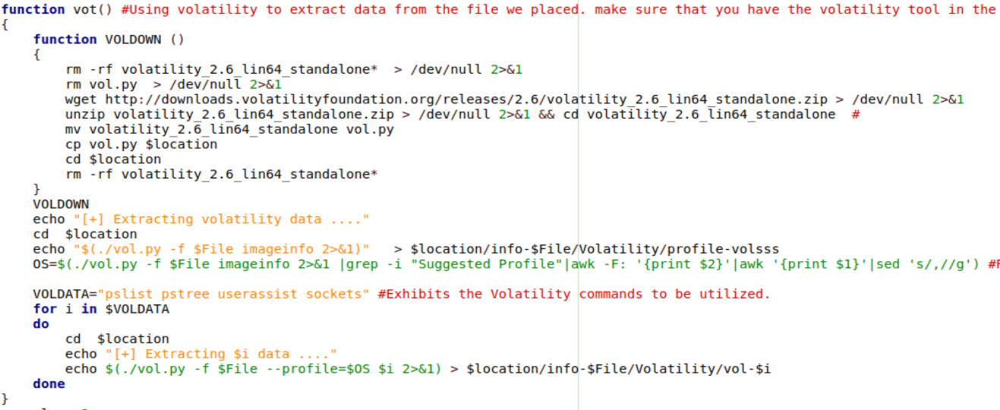 function vot() #Using volatility to extract data from the file we placed. make sure that you have the volatility tool in the
{
    function VOLDOWN ()
    {
        rm -rf volatility_2.6_lin64_standalone*  > /dev/null 2>&1
        rm vol.py  > /dev/null 2>&1
        wget http://downloads.volatilityfoundation.org/releases/2.6/volatility_2.6_lin64_standalone.zip > /dev/null 2>&1
        unzip volatility_2.6_lin64_standalone.zip > /dev/null 2>&1 && cd volatility_2.6_lin64_standalone  #
        mv volatility_2.6_lin64_standalone vol.py
        cp vol.py $location
        cd $location
        rm -rf volatility_2.6_lin64_standalone*
    }
    VOLDOWN
    echo "[+] Extracting volatility data ...."
    cd  $location
    echo "$(./vol.py -f $File imageinfo 2>&1)"   > $location/info-$File/Volatility/profile-volsss
    OS=$(./vol.py -f $File imageinfo 2>&1 |grep -i "Suggested Profile"|awk -F: '{print $2}'|awk '{print $1}'|sed 's/,//g') #F

    VOLDATA="pslist pstree userassist sockets" #Exhibits the Volatility commands to be utilized.
    for i in $VOLDATA
    do
        cd  $location
        echo "[+] Extracting $i data ...."
        echo $(./vol.py -f $File --profile=$OS $i 2>&1) > $location/info-$File/Volatility/vol-$i
    done
}